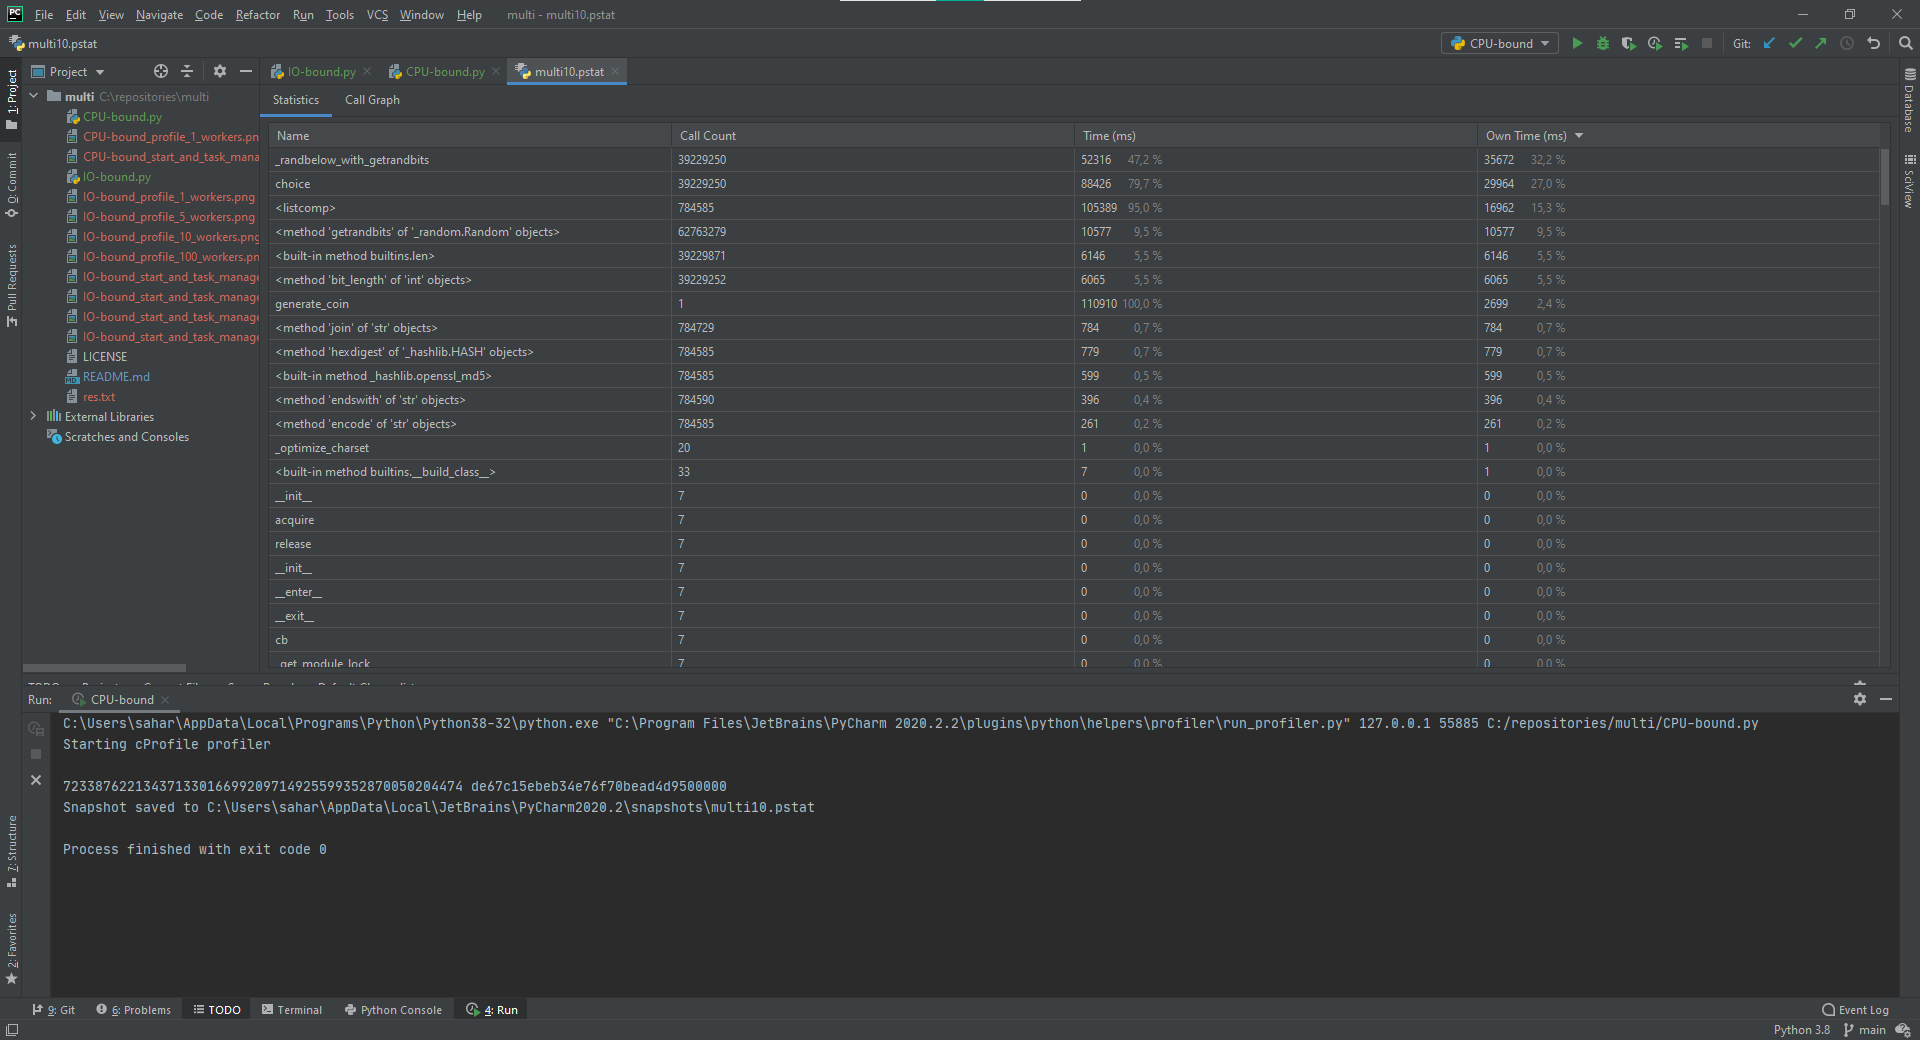 PC File Edit View Navigate Code Refactor Run Tools VCS Window Help multi - multi10.pstat
multi10.pstat CPU-bound Git:
Project IO-bound.py CPU-bound.py multi10.pstat
multi C:\repositories\multi
CPU-bound.py
CPU-bound_profile_1_workers.pn
CPU-bound_start_and_task_mana
IO-bound.py
IO-bound_profile_1_workers.png
IO-bound_profile_5_workers.png
IO-bound_profile_10_workers.png
IO-bound_profile_100_workers.pn
IO-bound_start_and_task_manage
IO-bound_start_and_task_manage
IO-bound_start_and_task_manage
IO-bound_start_and_task_manage
LICENSE
README.md
res.txt
External Libraries
Scratches and Consoles
1: Project
0: Commit
Pull Requests
7: Structure
2: Favorites
Database
SciView
Statistics Call Graph
Name Call Count Time (ms) Own Time (ms)
_randbelow_with_getrandbits 39229250 52316 47,2 % 35672 32,2 %
choice 39229250 88426 79,7 % 29964 27,0 %
<listcomp> 784585 105389 95,0 % 16962 15,3 %
<method 'getrandbits' of '_random.Random' objects> 62763279 10577 9,5 % 10577 9,5 %
<built-in method builtins.len> 39229871 6146 5,5 % 6146 5,5 %
<method 'bit_length' of 'int' objects> 39229252 6065 5,5 % 6065 5,5 %
generate_coin 1 110910 100,0 % 2699 2,4 %
<method 'join' of 'str' objects> 784729 784 0,7 % 784 0,7 %
<method 'hexdigest' of '_hashlib.HASH' objects> 784585 779 0,7 % 779 0,7 %
<built-in method _hashlib.openssl_md5> 784585 599 0,5 % 599 0,5 %
<method 'endswith' of 'str' objects> 784590 396 0,4 % 396 0,4 %
<method 'encode' of 'str' objects> 784585 261 0,2 % 261 0,2 %
_optimize_charset 20 1 0,0 % 1 0,0 %
<built-in method builtins.__build_class__> 33 7 0,0 % 1 0,0 %
__init__ 7 0 0,0 % 0 0,0 %
acquire 7 0 0,0 % 0 0,0 %
release 7 0 0,0 % 0 0,0 %
__init__ 7 0 0,0 % 0 0,0 %
__enter__ 7 0 0,0 % 0 0,0 %
__exit__ 7 0 0,0 % 0 0,0 %
cb 7 0 0,0 % 0 0,0 %
_get_module_lock 7 0 0,0 % 0 0,0 %
Run: CPU-bound
C:\Users\sahar\AppData\Local\Programs\Python\Python38-32\python.exe "C:\Program Files\JetBrains\PyCharm 2020.2.2\plugins\python\helpers\profiler\run_profiler.py" 127.0.0.1 55885 C:/repositories/multi/CPU-bound.py
Starting cProfile profiler
72338762213437133016699209714925599352870050204474 de67c15ebeb34e76f70bead4d9500000
Snapshot saved to C:\Users\sahar\AppData\Local\JetBrains\PyCharm2020.2\snapshots\multi10.pstat
Process finished with exit code 0
9: Git 6: Problems TODO Terminal Python Console 4: Run Event Log
Python 3.8 main